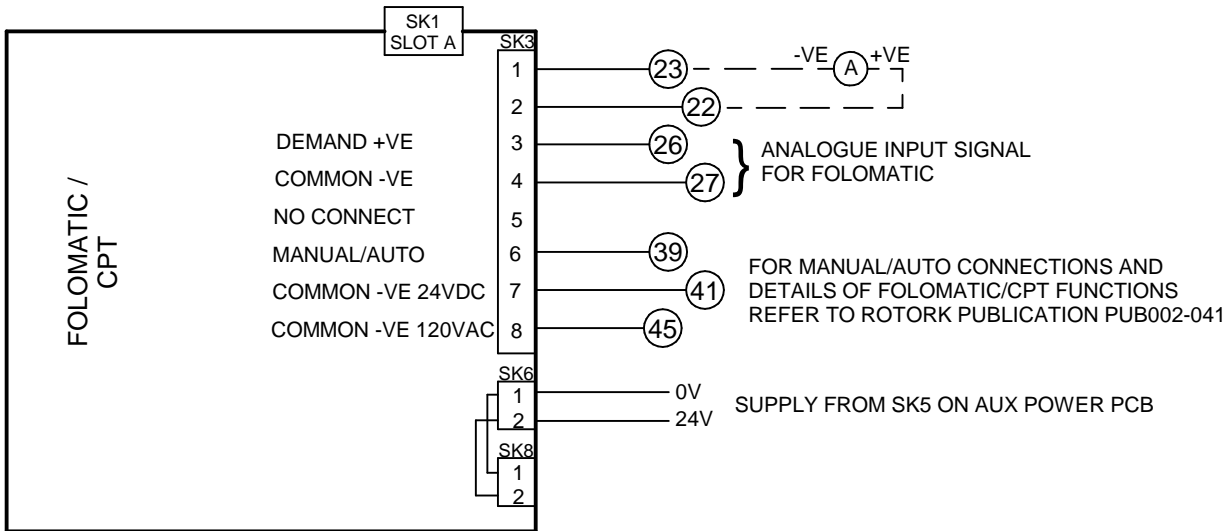 SK1
SLOT A
SK3
1
23
-VE
A
+VE
2
22
DEMAND +VE
3
26
ANALOGUE INPUT SIGNAL
FOR FOLOMATIC
COMMON -VE
4
27
NO CONNECT
5
MANUAL/AUTO
6
39
FOR MANUAL/AUTO CONNECTIONS AND
DETAILS OF FOLOMATIC/CPT FUNCTIONS
REFER TO ROTORK PUBLICATION PUB002-041
COMMON -VE 24VDC
7
41
COMMON -VE 120VAC
8
45
FOLOMATIC /
CPT
SK6
1
0V
2
24V
SUPPLY FROM SK5 ON AUX POWER PCB
SK8
1
2